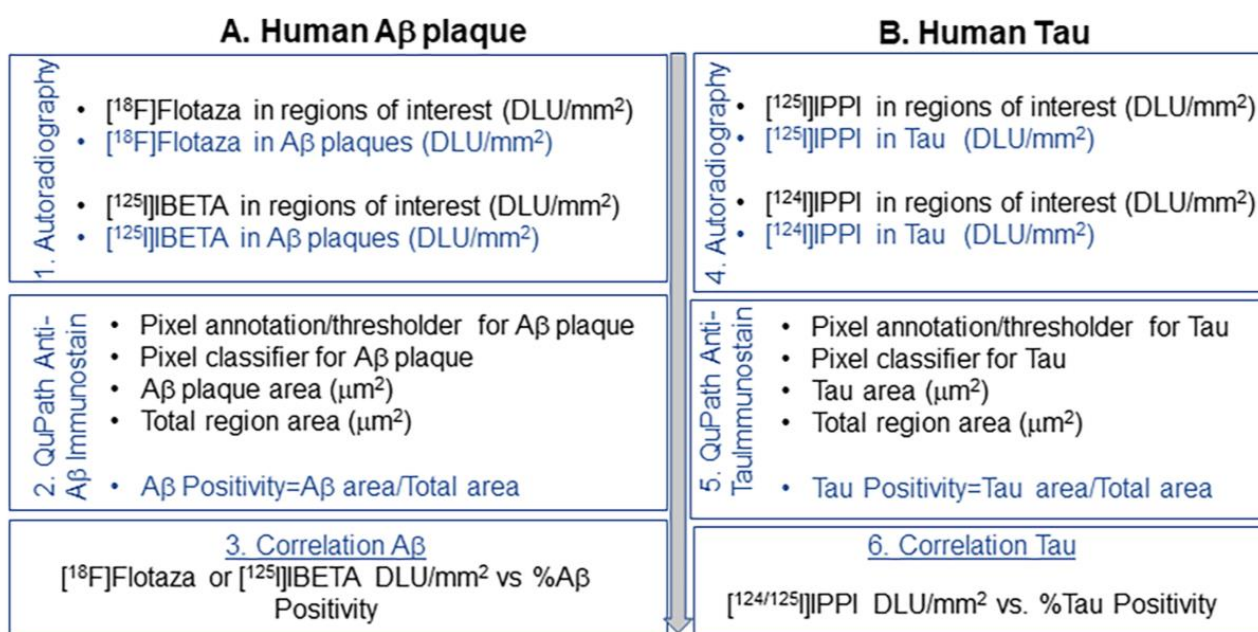 A. Human Aβ plaque
1. Autoradiography
• [¹⁸F]Flotaza in regions of interest (DLU/mm²)
• [¹⁸F]Flotaza in Aβ plaques (DLU/mm²)
• [¹²⁵I]IBETA in regions of interest (DLU/mm²)
• [¹²⁵I]IBETA in Aβ plaques (DLU/mm²)
2. QuPath Anti-
Aβ Immunostain
• Pixel annotation/thresholder for Aβ plaque
• Pixel classifier for Aβ plaque
• Aβ plaque area (μm²)
• Total region area (μm²)
• Aβ Positivity=Aβ area/Total area
3. Correlation Aβ
[¹⁸F]Flotaza or [¹²⁵I]IBETA DLU/mm² vs %Aβ
Positivity
B. Human Tau
4. Autoradiography
• [¹²⁵I]IPPI in regions of interest (DLU/mm²)
• [¹²⁵I]IPPI in Tau (DLU/mm²)
• [¹²⁴I]IPPI in regions of interest (DLU/mm²)
• [¹²⁴I]IPPI in Tau (DLU/mm²)
5. QuPath Anti-
TauImmunostain
• Pixel annotation/thresholder for Tau
• Pixel classifier for Tau
• Tau area (μm²)
• Total region area (μm²)
• Tau Positivity=Tau area/Total area
6. Correlation Tau
[¹²⁴/¹²⁵I]IPPI DLU/mm² vs. %Tau Positivity